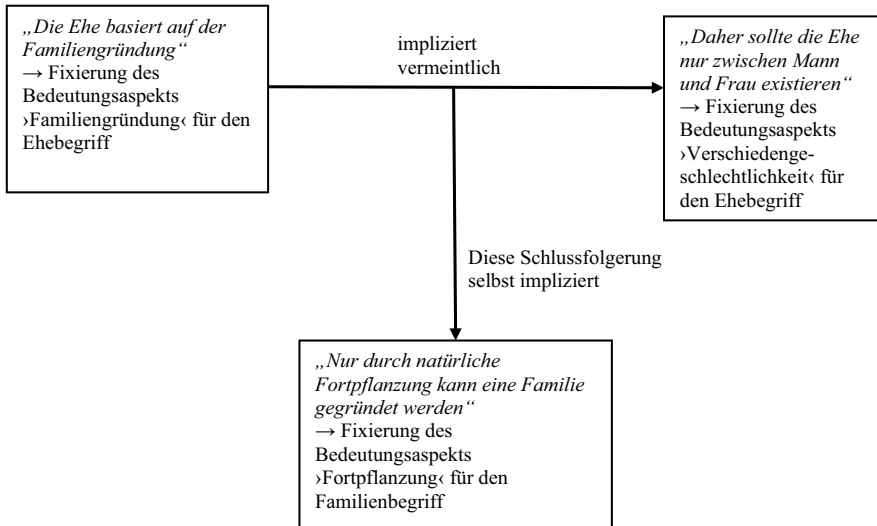 „Die Ehe basiert auf der
Familiengründung“
→ Fixierung des
Bedeutungsaspekts
›Familiengründung‹ für den
Ehebegriff
impliziert
vermeintlich
„Daher sollte die Ehe
nur zwischen Mann
und Frau existieren“
→ Fixierung des
Bedeutungsaspekts
›Verschiedenge-
schlechtlichkeit‹ für
den Ehebegriff
Diese Schlussfolgerung
selbst impliziert
„Nur durch natürliche
Fortpflanzung kann eine Familie
gegründet werden“
→ Fixierung des
Bedeutungsaspekts
›Fortpflanzung‹ für den
Familienbegriff